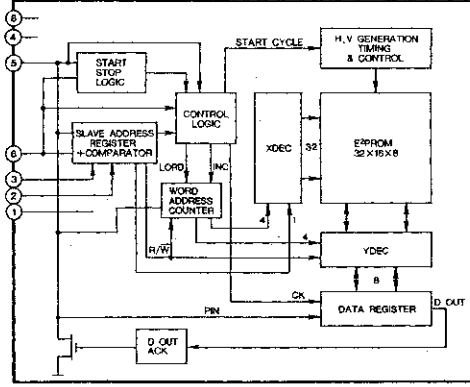 8
4
5
6
3
2
1
START CYCLE
H,V GENERATION
TIMING
& CONTROL
START
STOP
LOGIC
CONTROL
LOGIC
SLAVE ADDRESS
REGISTER
+COMPARATOR
XDEC
32
E²PROM
32×16×8
LORD
INC
WORD
ADDRESS
COUNTER
4
1
R/W̅
4
YDEC
8
CK
DATA REGISTER
D OUT
PIN
D OUT
ACK